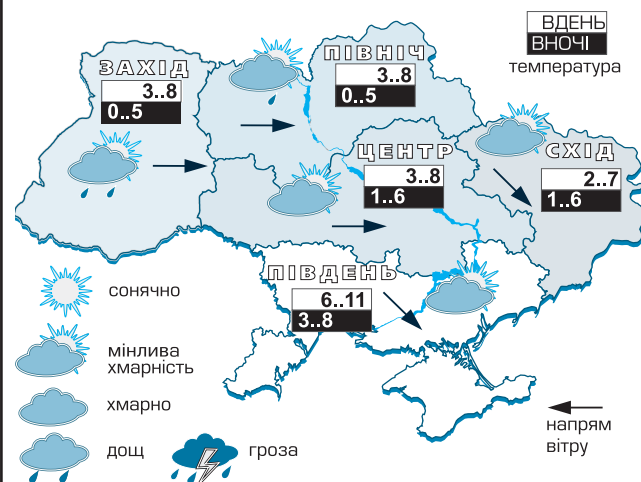 ВДЕНЬ
ВНОЧІ
температура
ЗАХІД
3..8
0..5
ПІВНІЧ
3..8
0..5
ЦЕНТР
3..8
1..6
СХІД
2..7
1..6
ПІВДЕНЬ
6..11
3..8
сонячно
мінлива
хмарність
хмарно
дощ
гроза
напрям
вітру